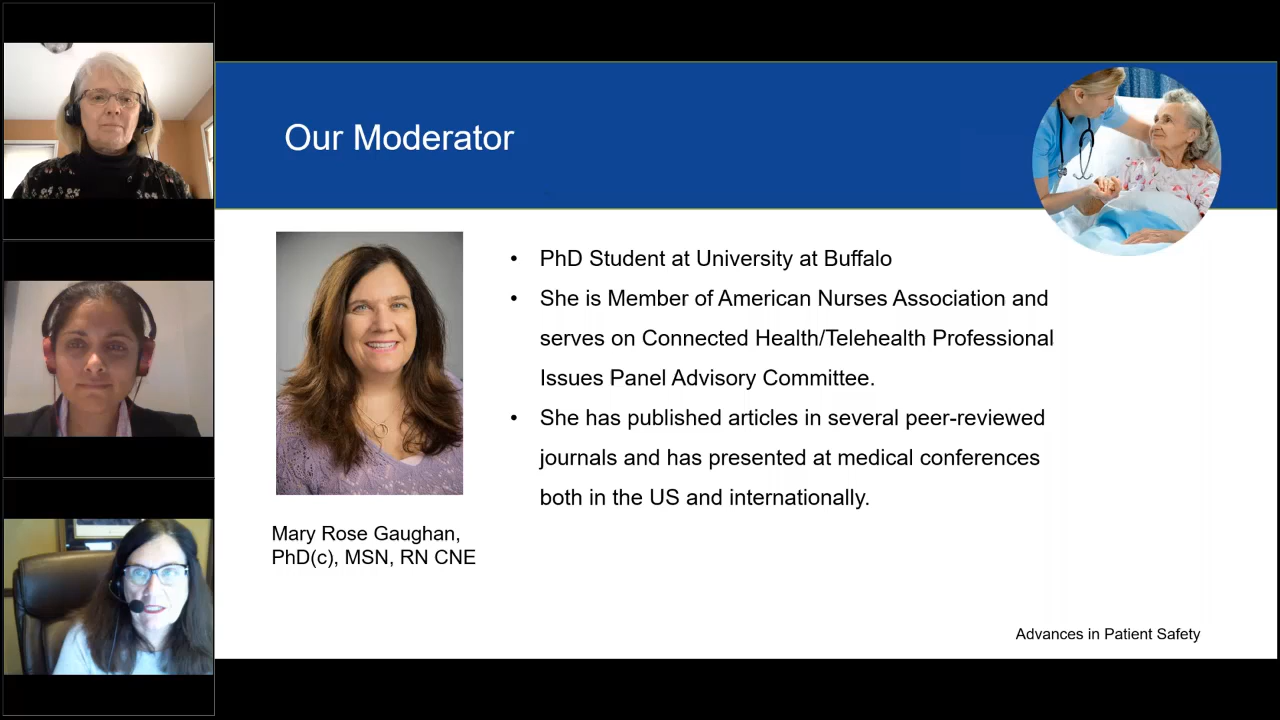 Our Moderator
• PhD Student at University at Buffalo
• She is Member of American Nurses Association and
serves on Connected Health/Telehealth Professional
Issues Panel Advisory Committee.
• She has published articles in several peer-reviewed
journals and has presented at medical conferences
both in the US and internationally.
Mary Rose Gaughan,
PhD(c), MSN, RN CNE
Advances in Patient Safety